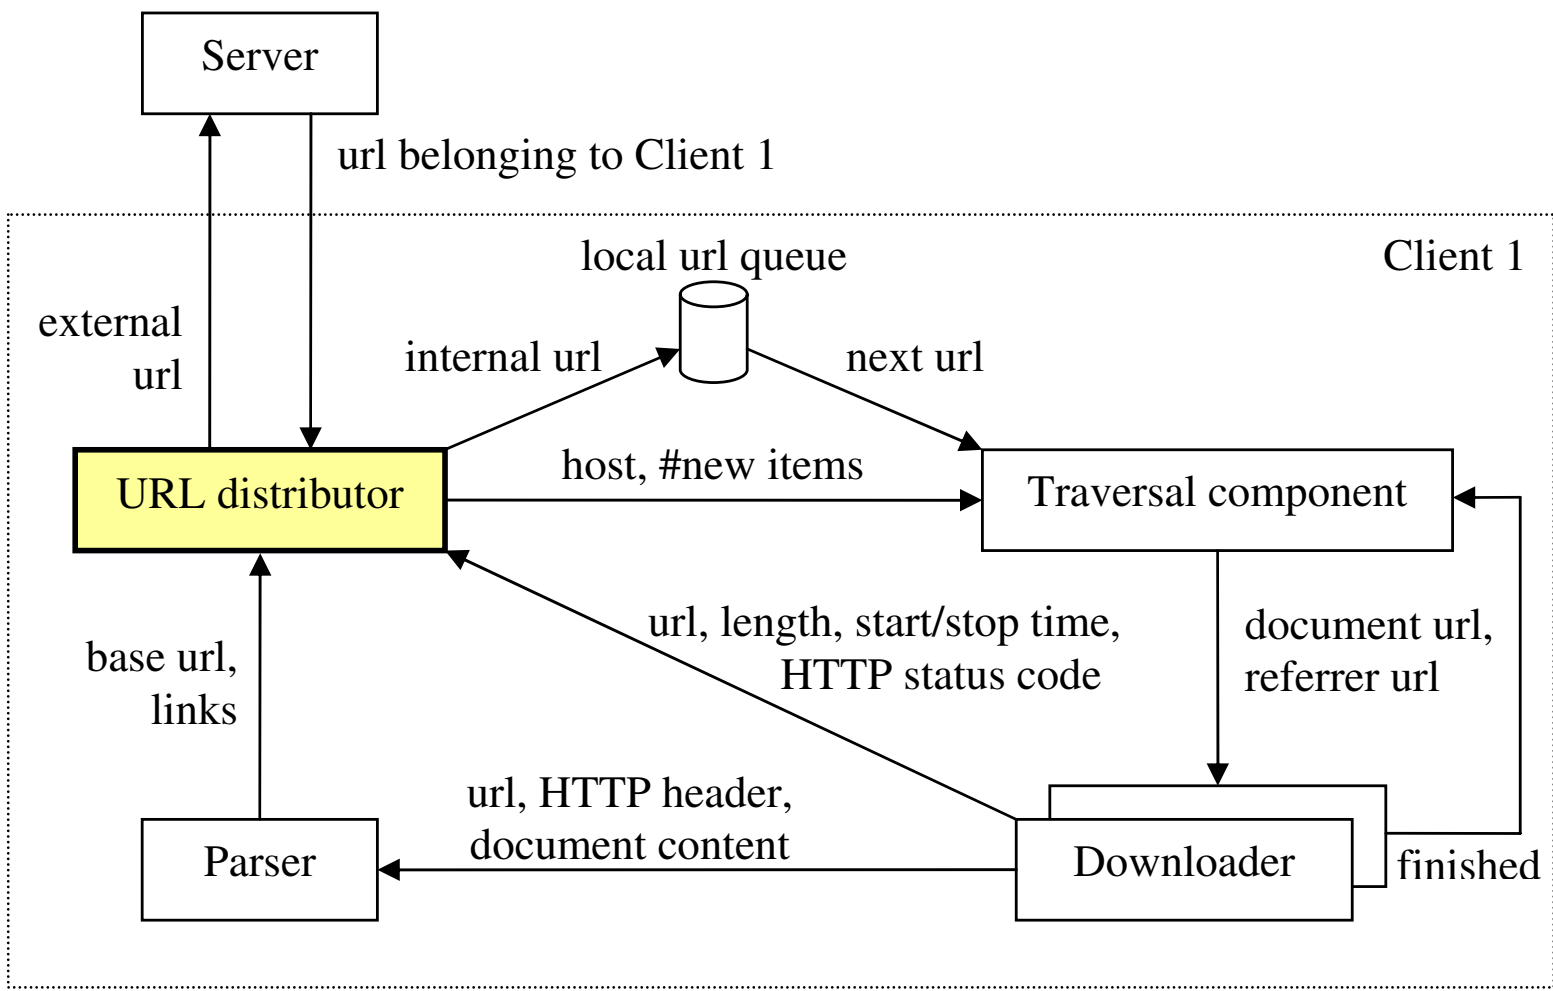 Server
url belonging to Client 1
local url queue
Client 1
external
url
internal url
next url
host, #new items
URL distributor
Traversal component
url, length, start/stop time,
HTTP status code
document url,
referrer url
base url,
links
url, HTTP header,
document content
Parser
Downloader
finished